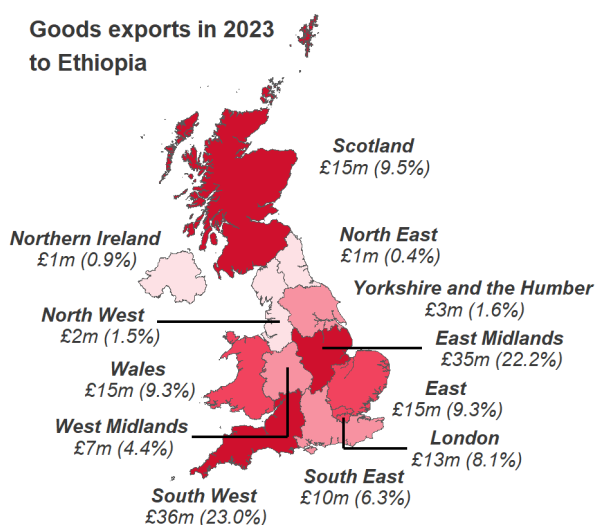 Goods exports in 2023
to Ethiopia
Scotland
£15m (9.5%)
Northern Ireland
£1m (0.9%)
North East
£1m (0.4%)
Yorkshire and the Humber
£3m (1.6%)
North West
£2m (1.5%)
East Midlands
£35m (22.2%)
Wales
£15m (9.3%)
East
£15m (9.3%)
West Midlands
£7m (4.4%)
London
£13m (8.1%)
South East
£10m (6.3%)
South West
£36m (23.0%)